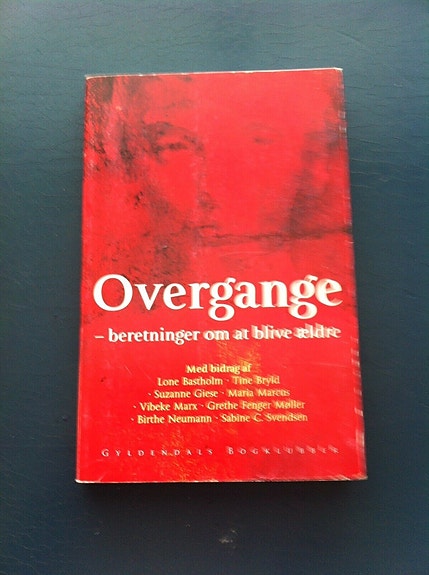 Overgange
– beretninger om at blive ældre
Med bidrag af
Lone Bastholm · Tine Bryld
· Suzanne Giese · Maria Marcus
· Vibeke Marx · Grethe Fenger Møller
· Birthe Neumann · Sabine C. Svendsen
GYLDENDALS BOGKLUBBER